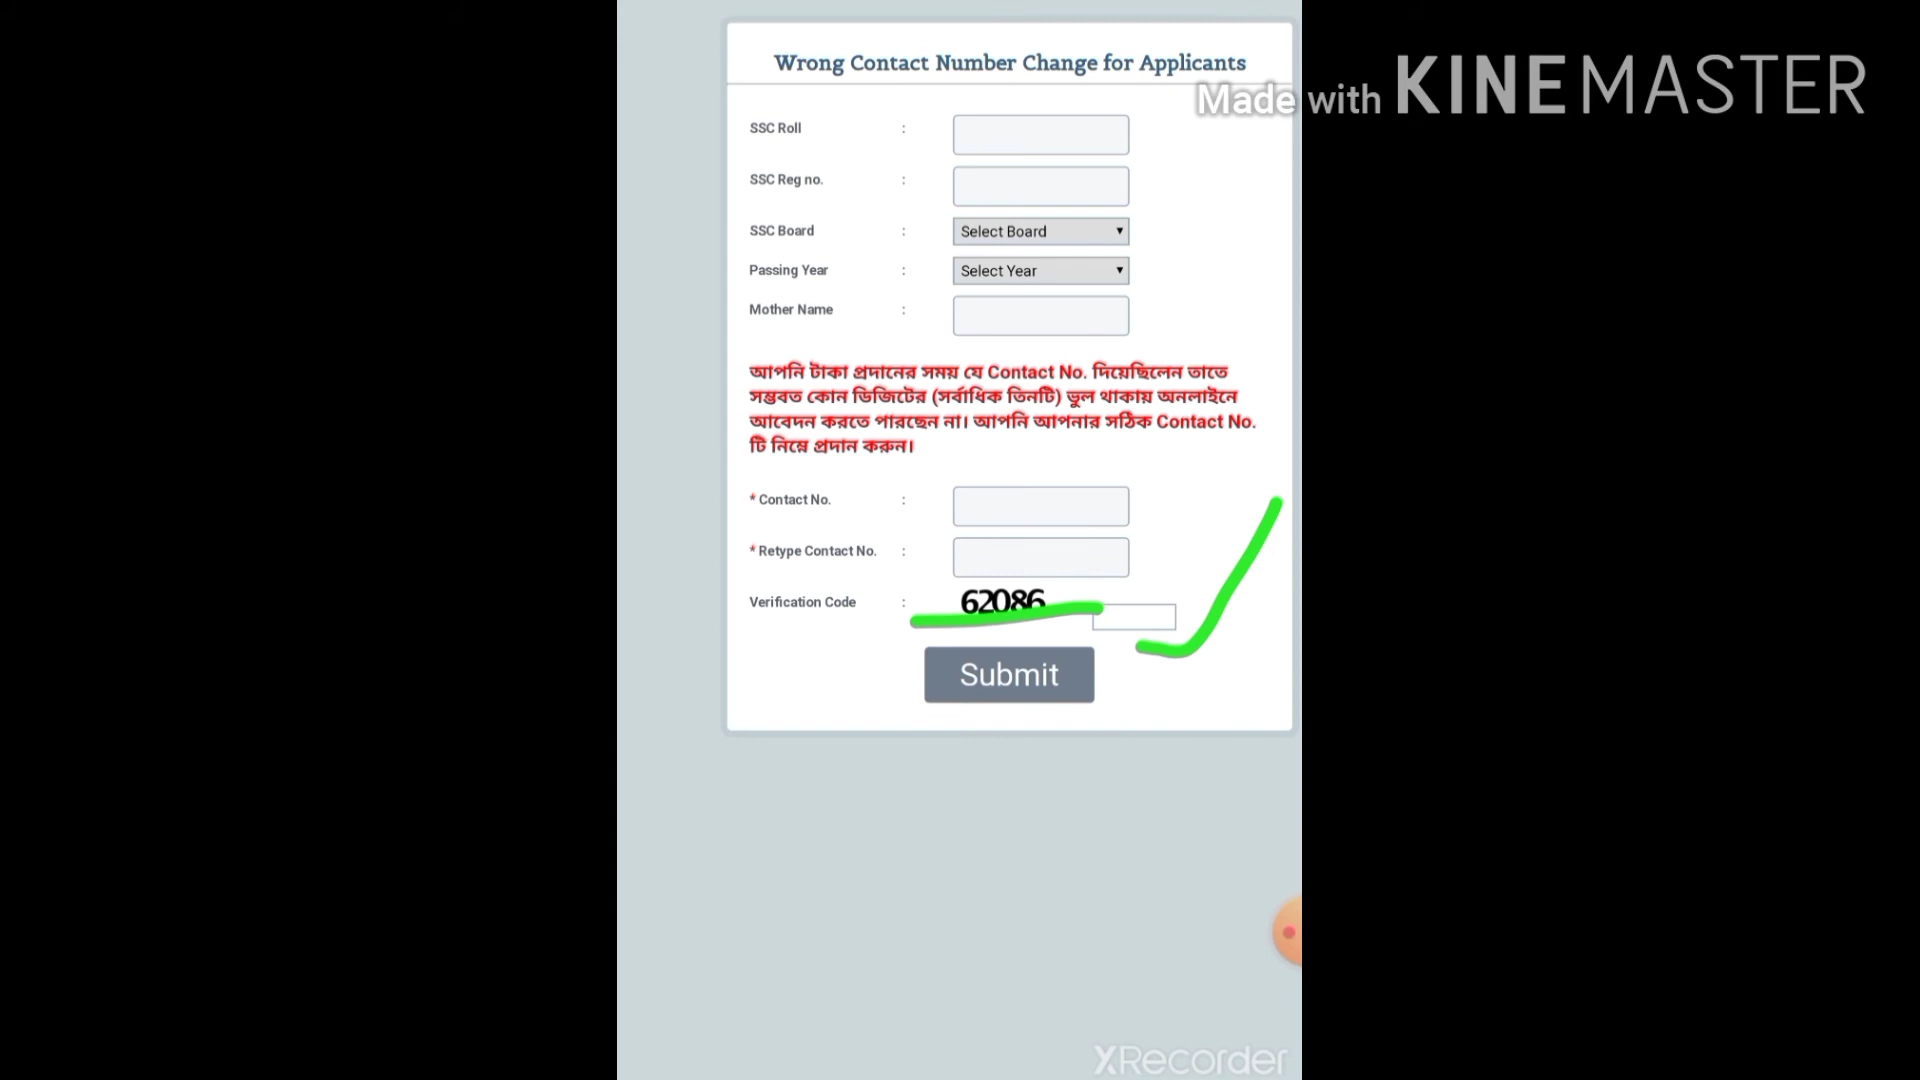 Wrong Contact Number Change for Applicants
Made with KINEMASTER
SSC Roll :
SSC Reg no. :
SSC Board : Select Board
Passing Year : Select Year
Mother Name :
আপনি টাকা প্রদানের সময় যে Contact No. দিয়েছিলেন তাতে
সম্ভবত কোন ডিজিটের (সর্বাধিক তিনটি) ভুল থাকায় অনলাইনে
আবেদন করতে পারছেন না। আপনি আপনার সঠিক Contact No.
টি নিম্নে প্রদান করুন।
* Contact No. :
* Retype Contact No. :
Verification Code : 62086
Submit
XRecorder